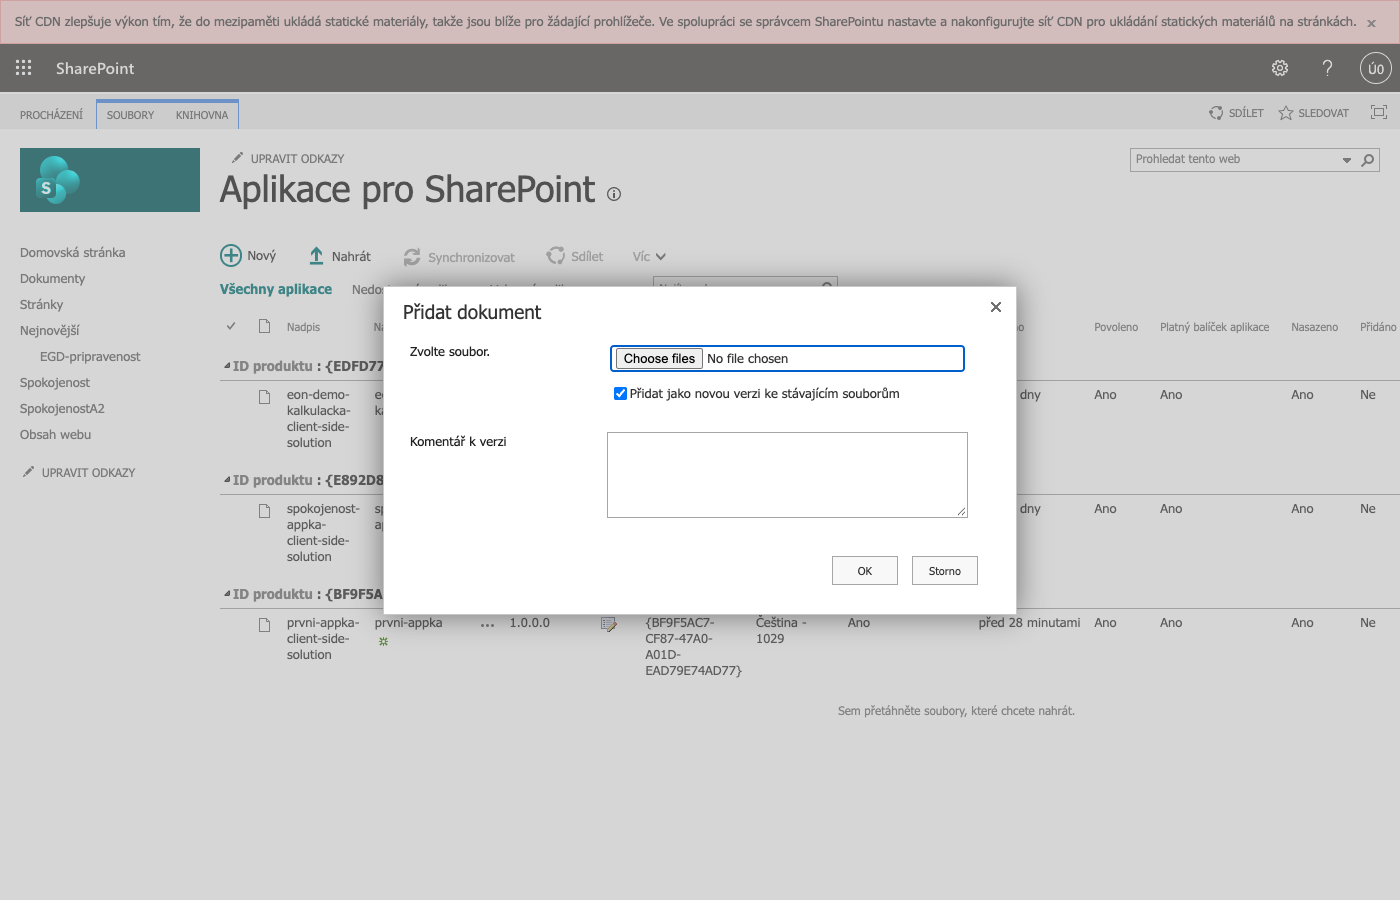 Síť CDN zlepšuje výkon tím, že do mezipaměti ukládá statické materiály, takže jsou blíže pro žádající prohlížeče. Ve spolupráci se správcem SharePointu nastavte a nakonfigurujte síť CDN pro ukládání statických materiálů na stránkách.
SharePoint
Ú0
PROCHÁZENÍ SOUBORY KNIHOVNA
SDÍLET SLEDOVAT
UPRAVIT ODKAZY
Prohledat tento web
S
Aplikace pro SharePoint
Domovská stránka
Dokumenty
Stránky
Nejnovější
EGD-pripravenost
Spokojenost
SpokojenostA2
Obsah webu
UPRAVIT ODKAZY
Nový Nahrát Synchronizovat Sdílet Víc
Všechny aplikace
Nadpis Povoleno Platný balíček aplikace Nasazeno Přidáno
ID produktu : {EDFD77
eon-demo-
kalkulacka-
client-side-
solution
dny Ano Ano Ano Ne
ID produktu : {E892D8
spokojenost-
appka-
client-side-
solution
dny Ano Ano Ano Ne
ID produktu : {BF9F5A
prvni-appka-
client-side-
solution
prvni-appka ... 1.0.0.0
{BF9F5AC7-
CF87-47A0-
A01D-
EAD79E74AD77}
Čeština -
1029
Ano před 28 minutami Ano Ano Ano Ne
Sem přetáhněte soubory, které chcete nahrát.
Přidat dokument
Zvolte soubor.
Choose files No file chosen
Přidat jako novou verzi ke stávajícím souborům
Komentář k verzi
OK Storno